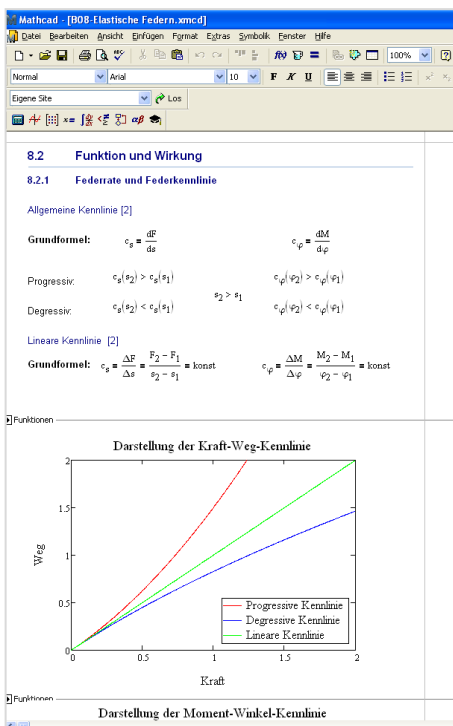 Mathcad - [B08-Elastische Federn.xmcd]
Datei Bearbeiten Ansicht Einfügen Format Extras Symbolik Fenster Hilfe
100%
Normal Arial 10 F K U
Eigene Site Los
8.2 Funktion und Wirkung
8.2.1 Federrate und Federkennlinie
Allgemeine Kennlinie [2]
Grundformel: c_s = dF/ds c_φ = dM/dφ
Progressiv: c_s(s_2) > c_s(s_1) c_φ(φ_2) > c_φ(φ_1)
s_2 > s_1
Degressiv: c_s(s_2) < c_s(s_1) c_φ(φ_2) < c_φ(φ_1)
Lineare Kennlinie [2]
Grundformel: c_s = ΔF/Δs = (F_2 − F_1)/(s_2 − s_1) = konst c_φ = ΔM/Δφ = (M_2 − M_1)/(φ_2 − φ_1) = konst
Funktionen
Darstellung der Kraft-Weg-Kennlinie
2
1.5
1
0.5
0
Weg
Progressive Kennlinie
Degressive Kennlinie
Lineare Kennlinie
0 0.5 1 1.5 2
Kraft
Funktionen
Darstellung der Moment-Winkel-Kennlinie